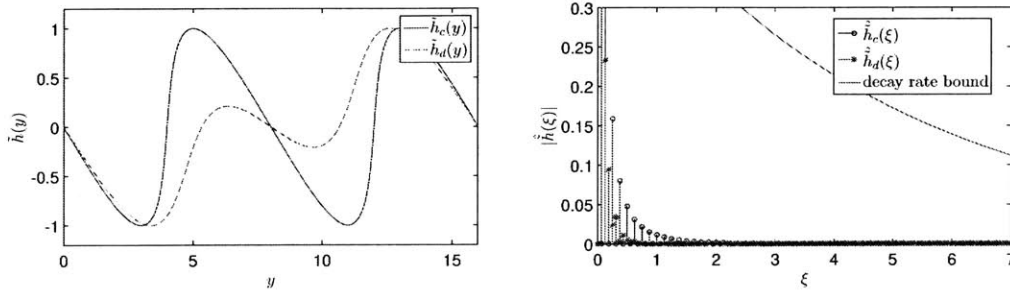 1
0.5
0
-0.5
-1
0
5
10
15
y
h̃(y)
h̃_c(y)
h̃_d(y)
0.3
0.25
0.2
0.15
0.1
0.05
0
0
1
2
3
4
5
6
7
ξ
|ĥ̃(ξ)|
ĥ̃_c(ξ)
ĥ̃_d(ξ)
decay rate bound